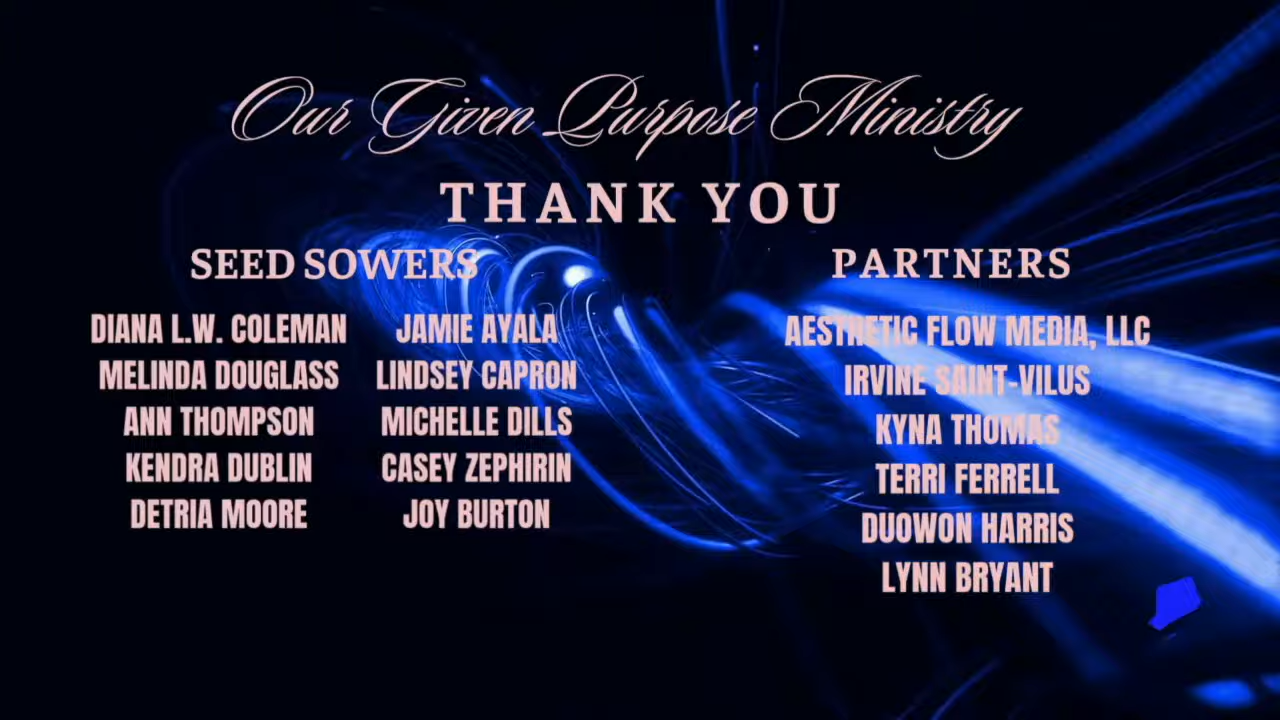 Our Given Purpose Ministry
THANK YOU
SEED SOWERS
DIANA L.W. COLEMAN
MELINDA DOUGLASS
ANN THOMPSON
KENDRA DUBLIN
DETRIA MOORE
JAMIE AYALA
LINDSEY CAPRON
MICHELLE DILLS
CASEY ZEPHIRIN
JOY BURTON
PARTNERS
AESTHETIC FLOW MEDIA, LLC
IRVINE SAINT-VILUS
KYNA THOMAS
TERRI FERRELL
DUOWON HARRIS
LYNN BRYANT